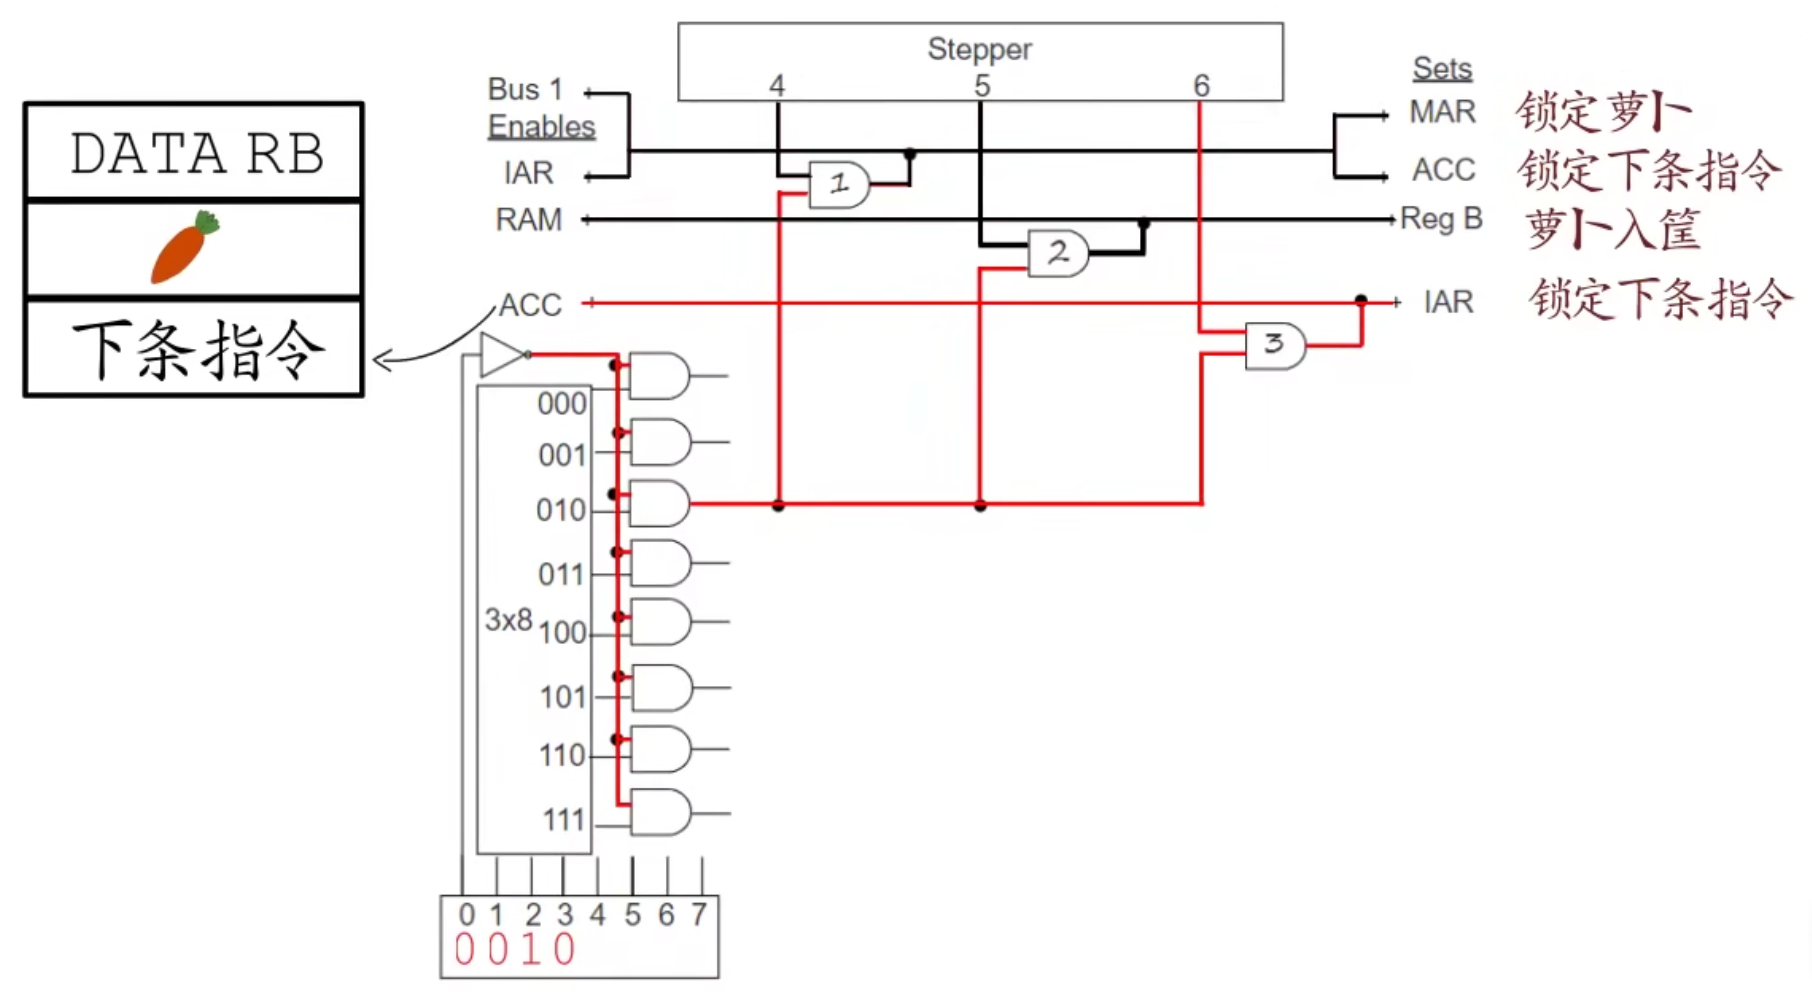 DATA RB
下条指令
Stepper
4 5 6
Bus 1
Enables
IAR
RAM
ACC
Sets
MAR 锁定萝卜
ACC 锁定下条指令
Reg B 萝卜入筐
IAR 锁定下条指令
1
2
3
000
001
010
011
3x8
100
101
110
111
0 1 2 3 4 5 6 7
0 0 1 0